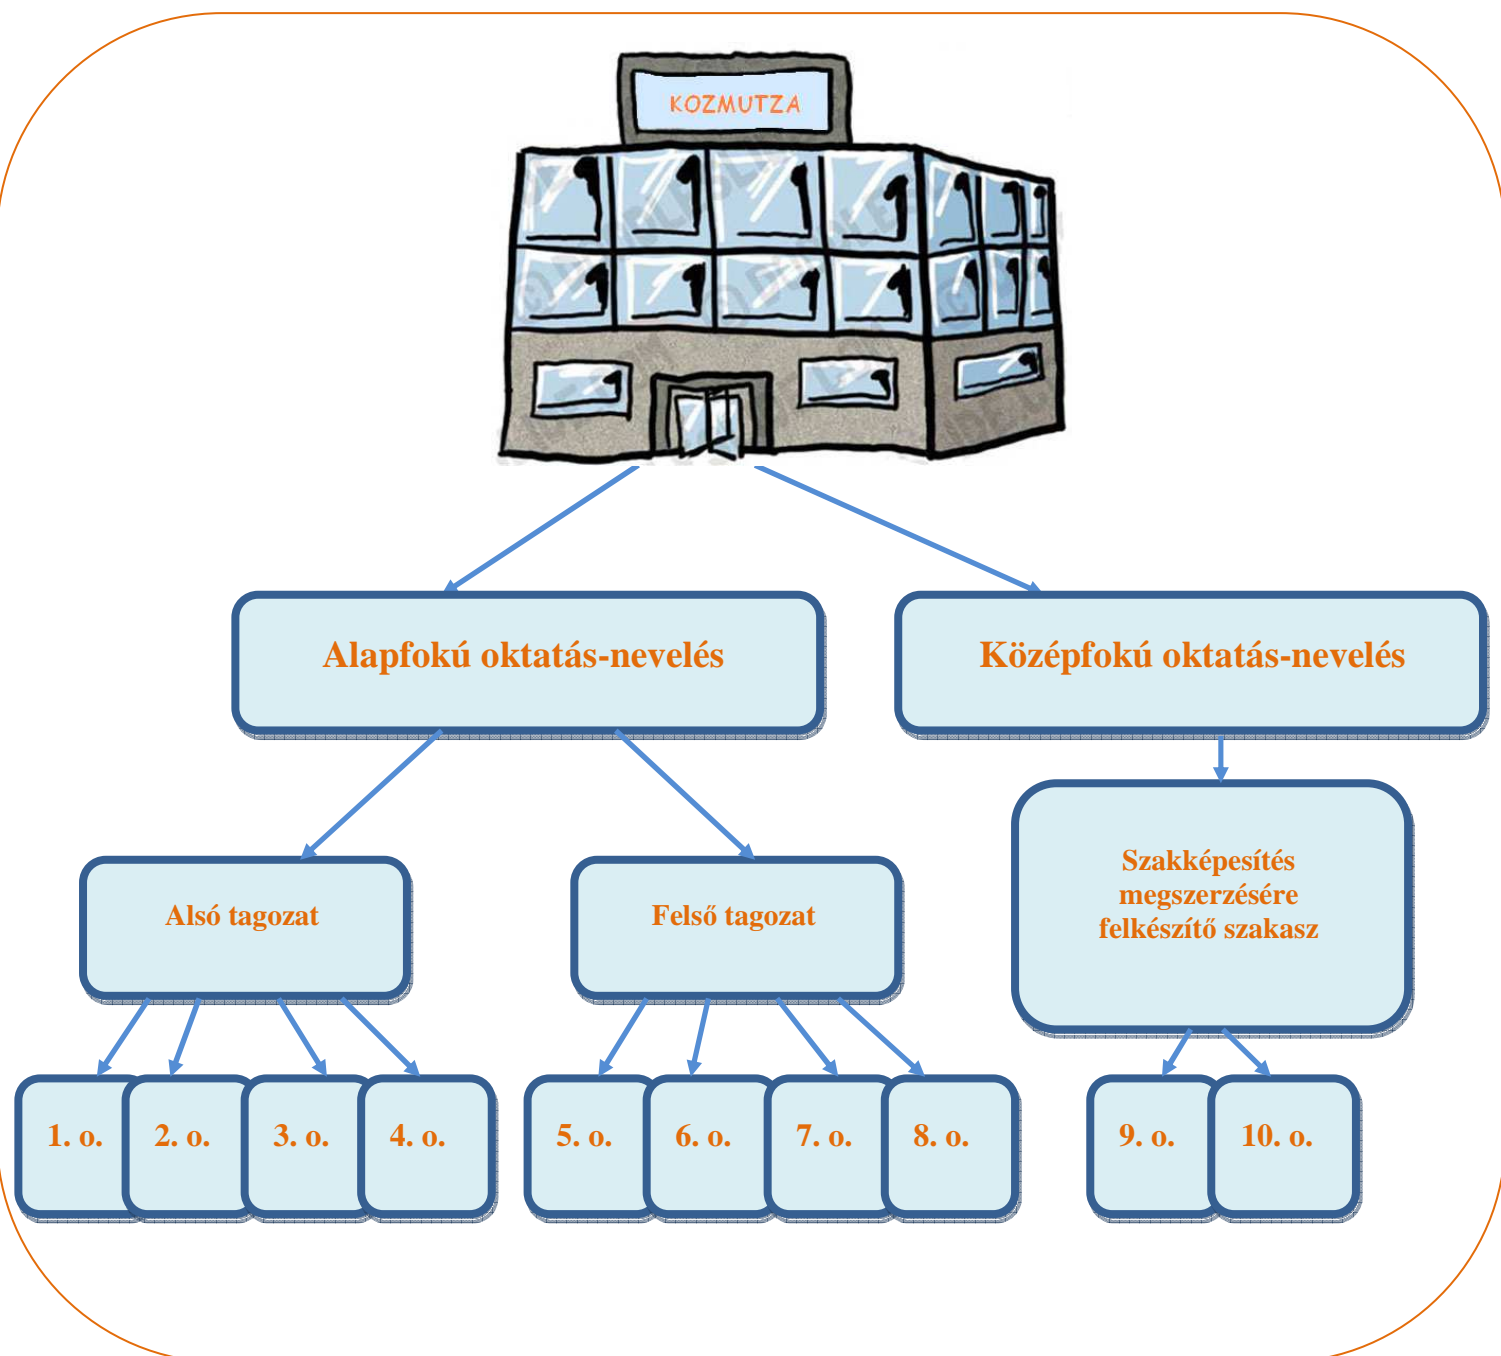 KOZMUTZA
Alapfokú oktatás-nevelés
Középfokú oktatás-nevelés
Alsó tagozat
Felső tagozat
Szakképesítés
megszerzésére
felkészítő szakasz
1. o.
2. o.
3. o.
4. o.
5. o.
6. o.
7. o.
8. o.
9. o.
10. o.